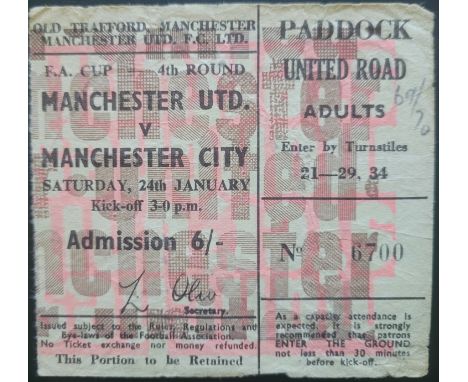 OLD TRAFFORD, MANCHESTER
MANCHESTER UTD. F.C. LTD.
F.A. CUP - 4th ROUND
MANCHESTER UTD.
V
MANCHESTER CITY
SATURDAY, 24th JANUARY
Kick-off 3-0 p.m.
Admission 6/-
L. Olive
Secretary.
Issued subject to the Rules, Regulations and
Bye-laws of the Football Association.
No Ticket exchange nor money refunded.
This Portion to be Retained
PADDOCK
UNITED ROAD
ADULTS
Enter by Turnstiles
21—29, 34
No 6700
As a capacity attendance is
expected. It is strongly
recommended that patrons
ENTER THE GROUND
not less than 30 minutes
before kick-off.
69/
70